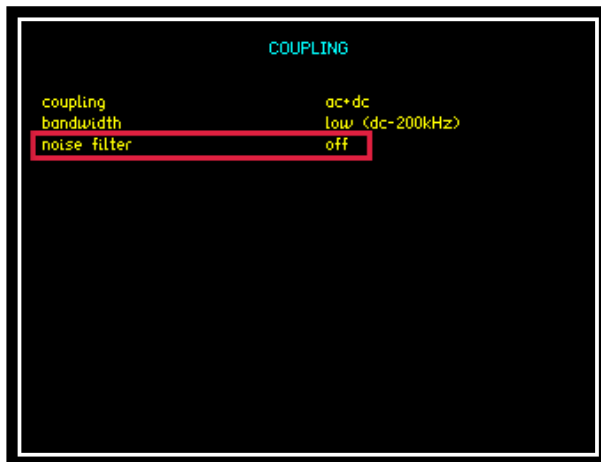 COUPLING
coupling ac+dc
bandwidth low (dc-200kHz)
noise filter off